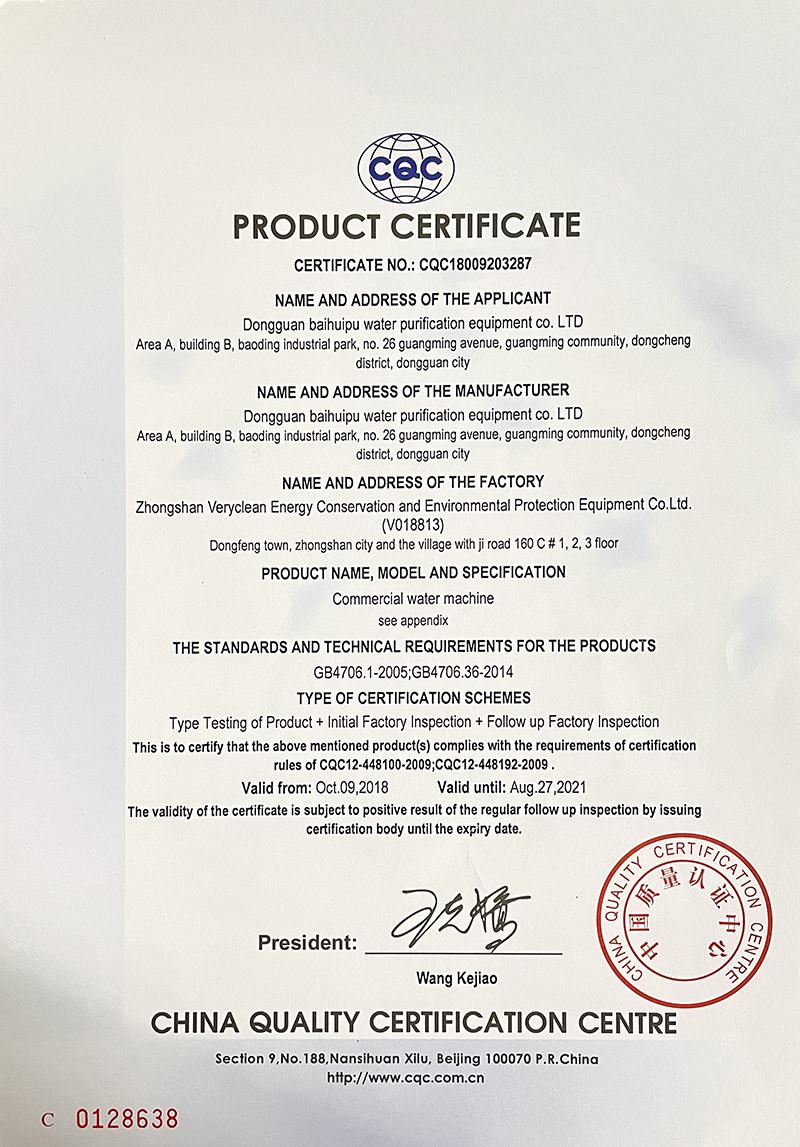 CQC
PRODUCT CERTIFICATE
CERTIFICATE NO.: CQC18009203287
NAME AND ADDRESS OF THE APPLICANT
Dongguan baihuipu water purification equipment co. LTD
Area A, building B, baoding industrial park, no. 26 guangming avenue, guangming community, dongcheng
district, dongguan city
NAME AND ADDRESS OF THE MANUFACTURER
Dongguan baihuipu water purification equipment co. LTD
Area A, building B, baoding industrial park, no. 26 guangming avenue, guangming community, dongcheng
district, dongguan city
NAME AND ADDRESS OF THE FACTORY
Zhongshan Veryclean Energy Conservation and Environmental Protection Equipment Co.Ltd.
(V018813)
Dongfeng town, zhongshan city and the village with ji road 160 C # 1, 2, 3 floor
PRODUCT NAME, MODEL AND SPECIFICATION
Commercial water machine
see appendix
THE STANDARDS AND TECHNICAL REQUIREMENTS FOR THE PRODUCTS
GB4706.1-2005;GB4706.36-2014
TYPE OF CERTIFICATION SCHEMES
Type Testing of Product + Initial Factory Inspection + Follow up Factory Inspection
This is to certify that the above mentioned product(s) complies with the requirements of certification
rules of CQC12-448100-2009;CQC12-448192-2009 .
Valid from: Oct.09,2018 Valid until: Aug.27,2021
The validity of the certificate is subject to positive result of the regular follow up inspection by issuing
certification body until the expiry date.
CHINA QUALITY CERTIFICATION CENTRE
中国质量认证中心
President: 王克娇
Wang Kejiao
CHINA QUALITY CERTIFICATION CENTRE
Section 9,No.188,Nansihuan Xilu, Beijing 100070 P.R.China
http://www.cqc.com.cn
C 0128638